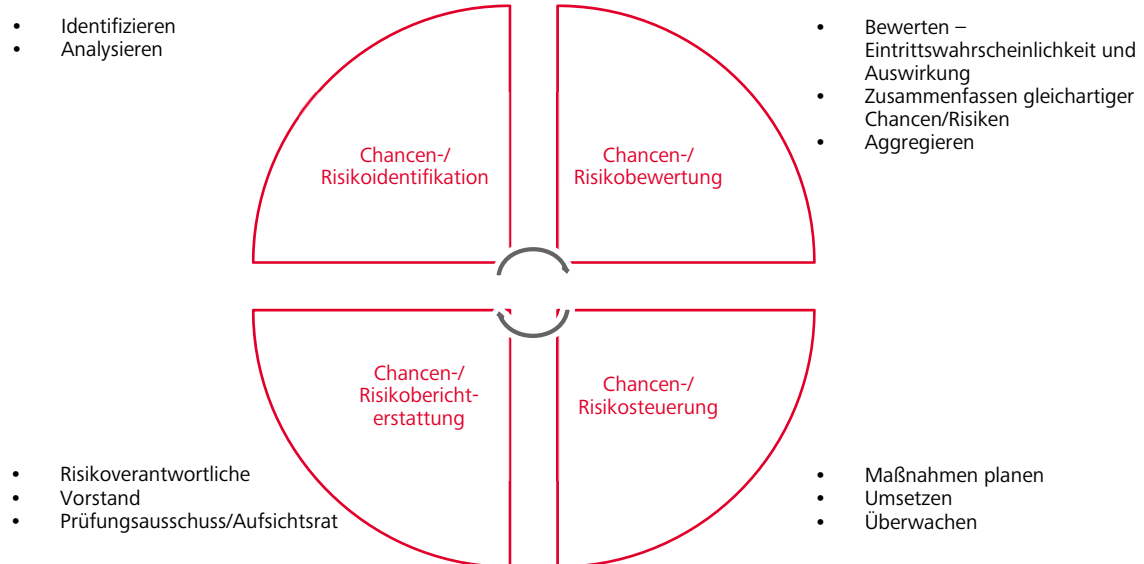 • Identifizieren
• Analysieren
• Bewerten –
Eintrittswahrscheinlichkeit und
Auswirkung
• Zusammenfassen gleichartiger
Chancen/Risiken
• Aggregieren
Chancen-/
Risikoidentifikation
Chancen-/
Risikobewertung
Chancen-/
Risikobericht-
erstattung
Chancen-/
Risikosteuerung
• Risikoverantwortliche
• Vorstand
• Prüfungsausschuss/Aufsichtsrat
• Maßnahmen planen
• Umsetzen
• Überwachen